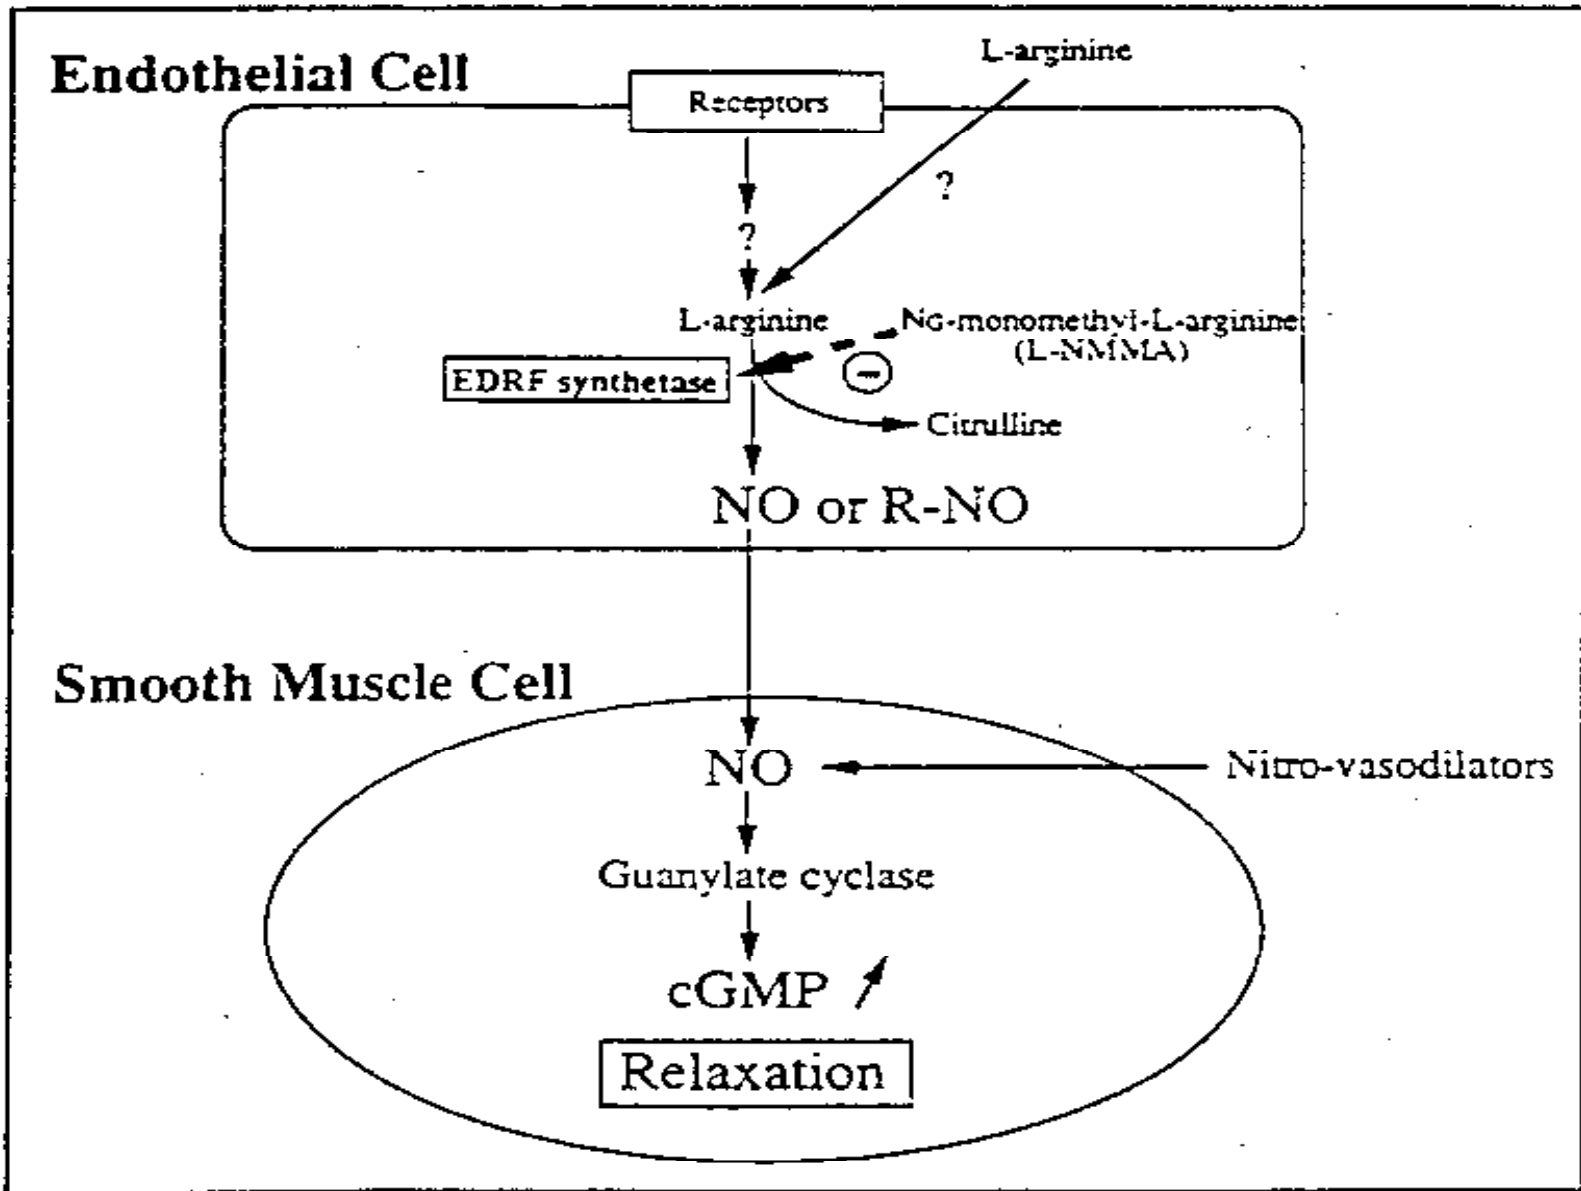 L-arginine
Endothelial Cell
Receptors
?
?
L-arginine
NG-monomethyl-L-arginine
(L-NMMA)
EDRF synthetase
−
Citrulline
NO or R-NO
Smooth Muscle Cell
NO
Nitro-vasodilators
Guanylate cyclase
cGMP
Relaxation